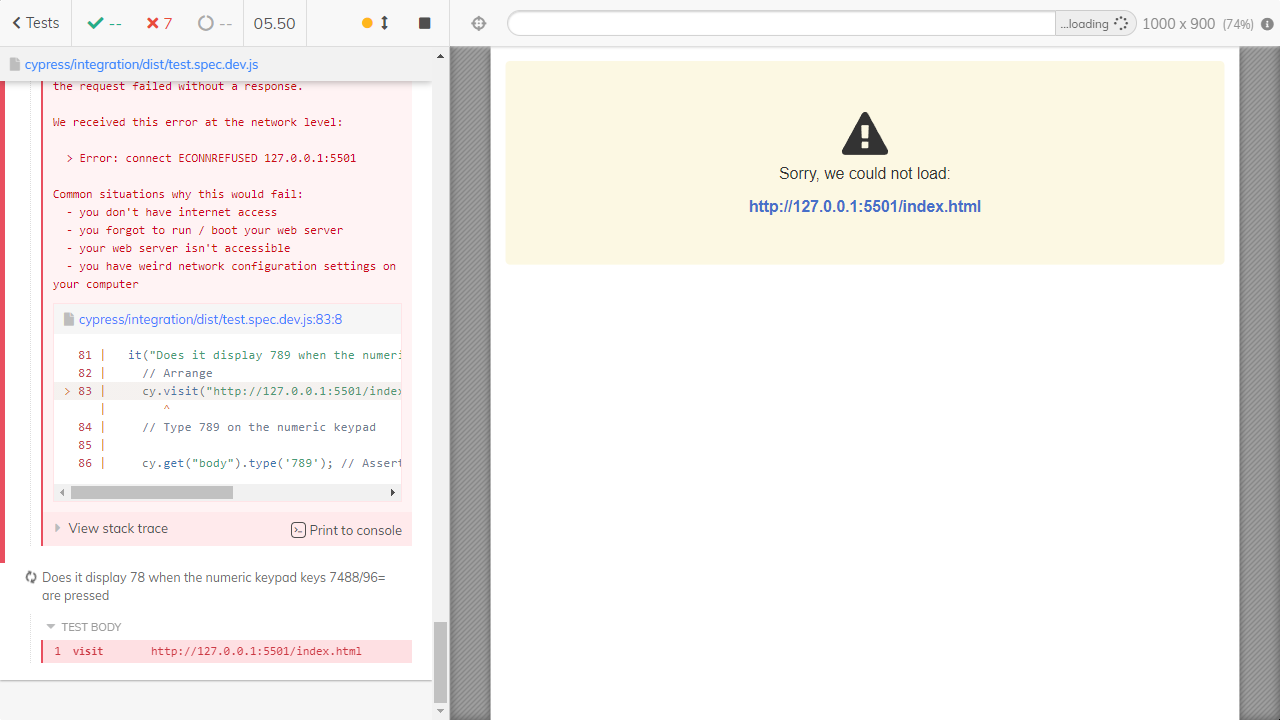 Tests
--
7
--
05.50
...loading
1000 x 900 (74%)
cypress/integration/dist/test.spec.dev.js
the request failed without a response.
We received this error at the network level:
> Error: connect ECONNREFUSED 127.0.0.1:5501
Common situations why this would fail:
- you don't have internet access
- you forgot to run / boot your web server
- your web server isn't accessible
- you have weird network configuration settings on
your computer
cypress/integration/dist/test.spec.dev.js:83:8
81 | it("Does it display 789 when the numeri
82 | // Arrange
> 83 | cy.visit("http://127.0.0.1:5501/index
| ^
84 | // Type 789 on the numeric keypad
85 |
86 | cy.get("body").type('789'); // Assert
View stack trace
Print to console
Does it display 78 when the numeric keypad keys 7488/96=
are pressed
TEST BODY
1 visit http://127.0.0.1:5501/index.html
Sorry, we could not load:
http://127.0.0.1:5501/index.html